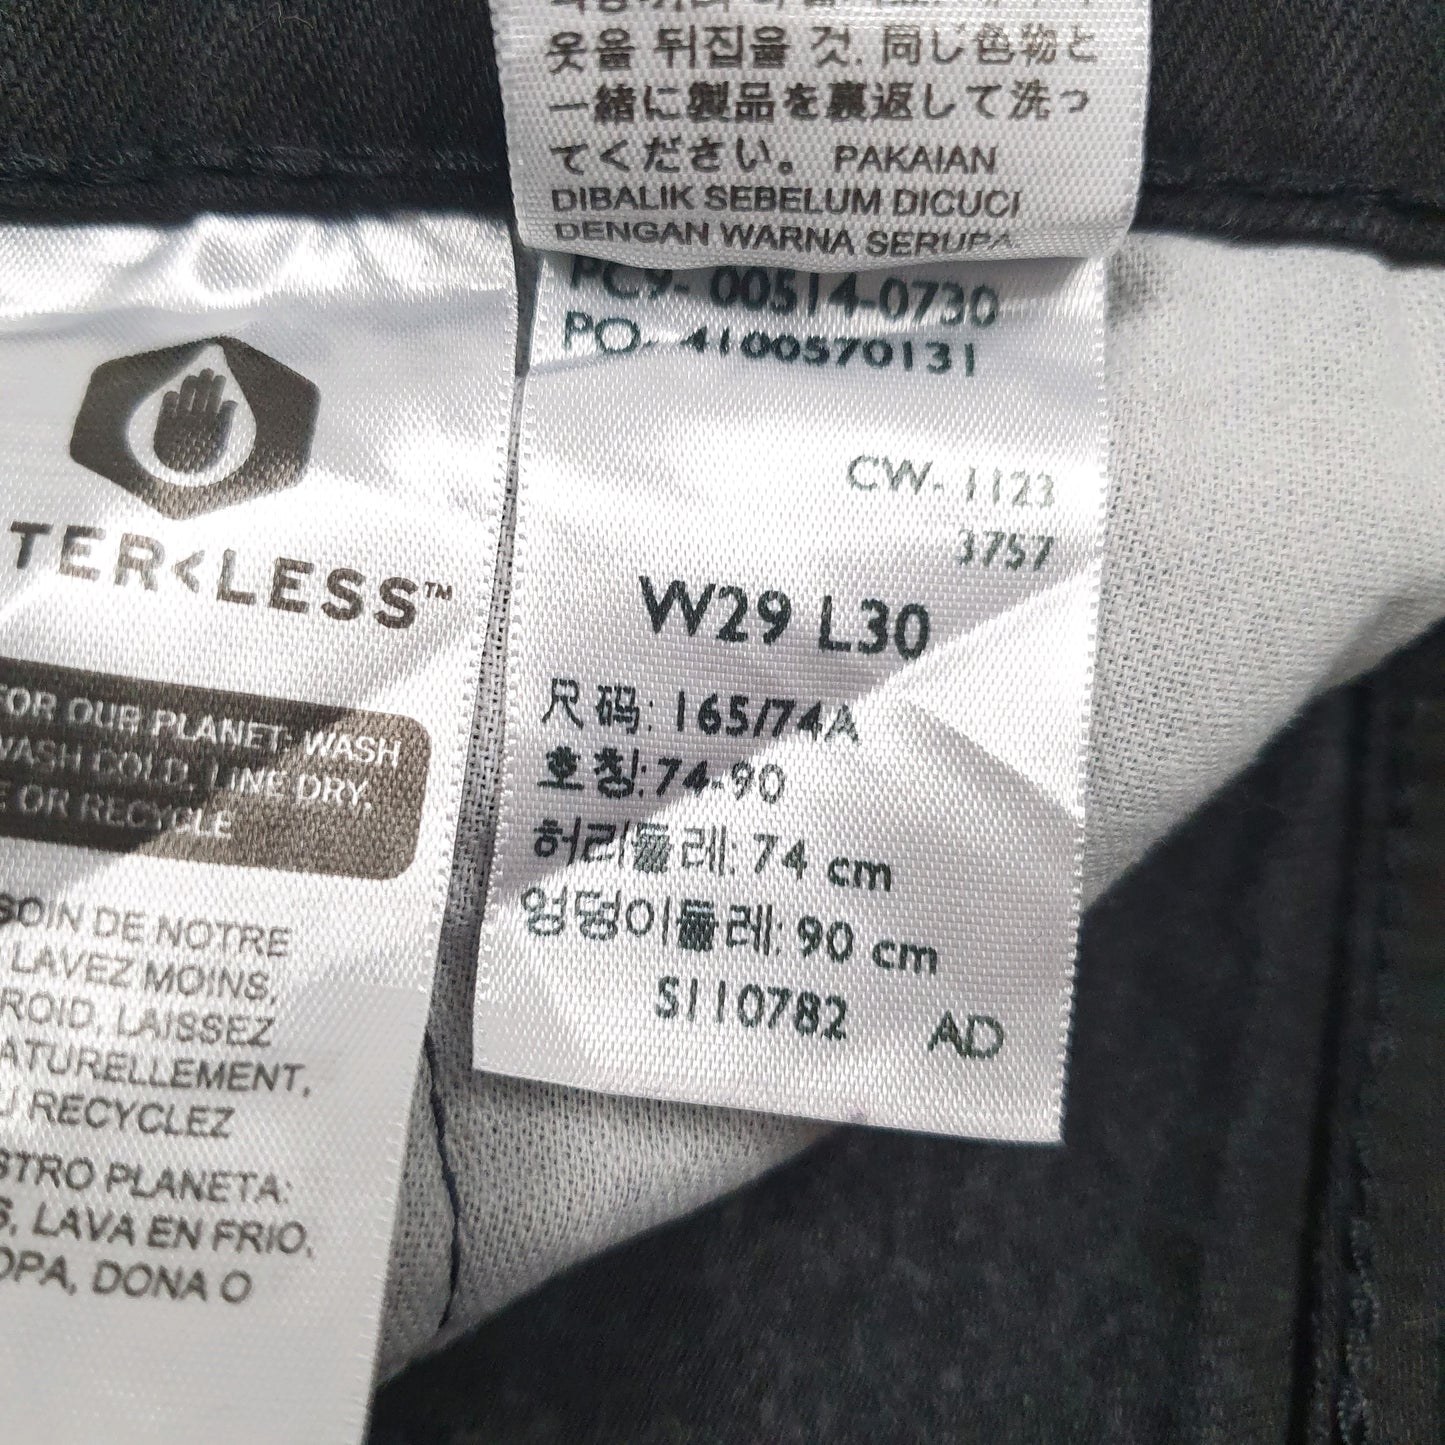 옷을 뒤집을 것. 同じ色物と
一緒に製品を裏返して洗っ
てください。 PAKAIAN
DIBALIK SEBELUM DICUCI
DENGAN WARNA SERUPA
PC9- 00514-0730
PO- 4100570131
CW- 1123
3757
W29 L30
尺码: 165/74A
호칭:74-90
허리둘레: 74 cm
엉덩이둘레: 90 cm
S110782 AD
TER<LESS™
FOR OUR PLANET: WASH
WASH COLD, LINE DRY,
E OR RECYCLE
SOIN DE NOTRE
LAVEZ MOINS,
ROID, LAISSEZ
ATURELLEMENT,
U RECYCLEZ
STRO PLANETA:
S, LAVA EN FRIO,
OPA, DONA O